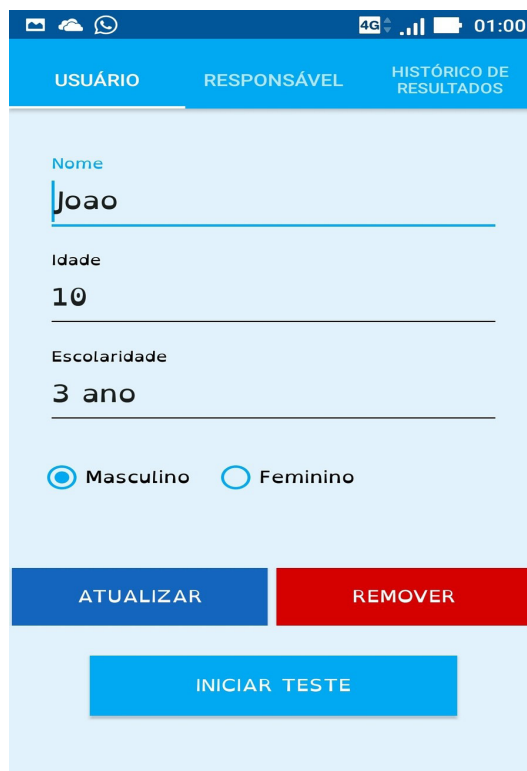 4G 01:00
USUÁRIO RESPONSÁVEL HISTÓRICO DE
RESULTADOS
Nome
Joao
Idade
10
Escolaridade
3 ano
Masculino Feminino
ATUALIZAR REMOVER
INICIAR TESTE